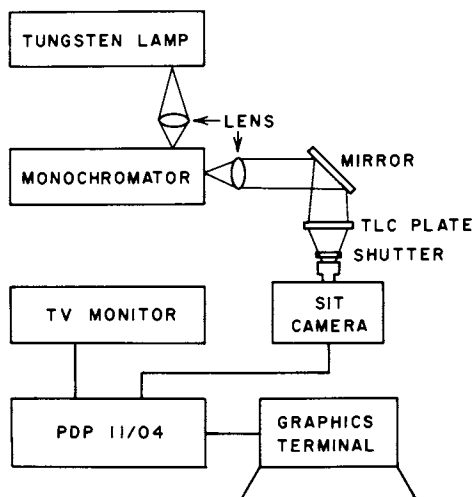 TUNGSTEN LAMP
LENS
MONOCHROMATOR
MIRROR
TLC PLATE
SHUTTER
TV MONITOR
SIT
CAMERA
PDP 11/04
GRAPHICS
TERMINAL